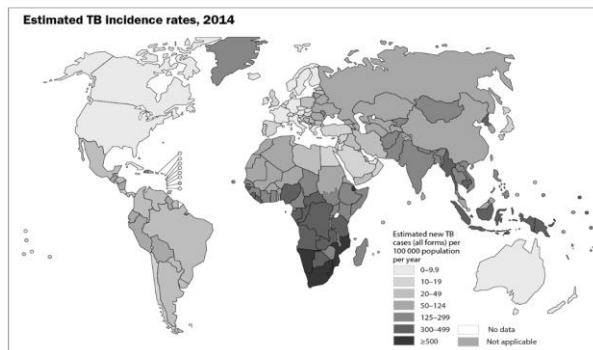 Estimated TB incidence rates, 2014
Estimated new TB
cases (all forms) per
100 000 population
per year
0–9.9
10–19
20–49
50–124
125–299
300–499
≥500
No data
Not applicable